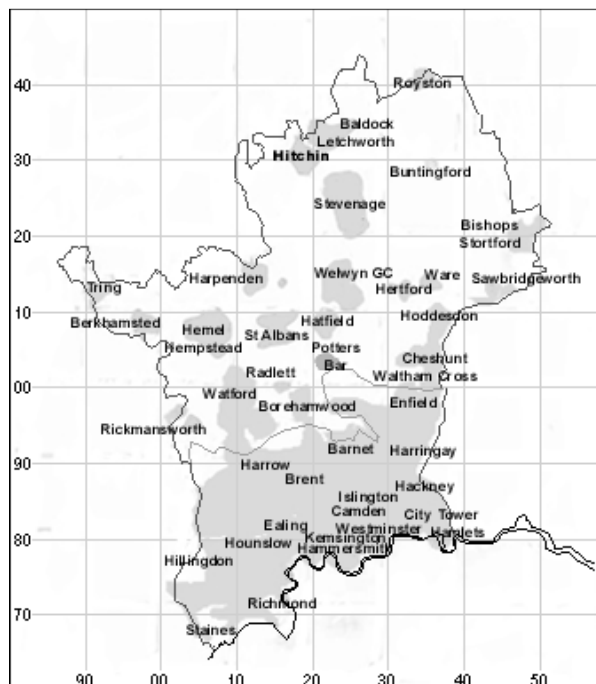 40
Royston
Baldock
Letchworth
30
Hitchin
Buntingford
Stevenage
20
Bishops
Stortford
Tring
Harpenden
Welwyn GC
Ware
Hertford
Sawbridgeworth
10
Berkhamsted
Hemel
Hempstead
St Albans
Hatfield
Hoddesdon
Potters
Bar
Cheshunt
Radlett
Waltham Cross
00
Watford
Borehamwood
Enfield
Rickmansworth
Barnet
Harringay
90
Harrow
Brent
Hackney
Islington
Camden
City
Tower
Hamlets
Ealing
Westminster
80
Hounslow
Kemsington
Hammersmith
Hillingdon
70
Richmond
Staines
90 00 10 20 30 40 50